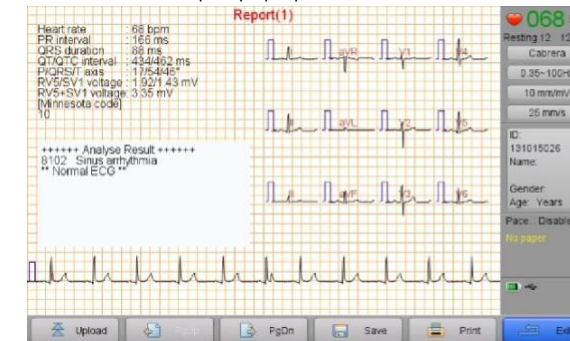 Report(1)
Heart rate : 68 bpm
PR interval : 166 ms
QRS duration : 88 ms
QT/QTC interval : 434/462 ms
P/QRS/T axis : 17/54/46°
RV5/SV1 voltage : 1.92/1.43 mV
RV5+SV1 voltage : 3.35 mV
[Minnesota code]
10
++++++ Analyse Result ++++++
8102 Sinus arrhythmia
** Normal ECG **
I aVR V1 V4
II aVL V2 V5
III aVF V3 V6
068
Resting 12 12
Cabrera
0.35~100H
10 mm/mV
25 mm/s
ID:
131015026
Name:
Gender:
Age: Years
Pace: Disable
No paper
Upload
PgUp
PgDn
Save
Print